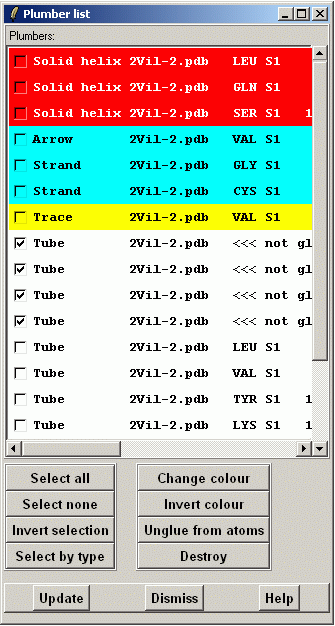 Plumber list
Plumbers:
Solid helix 2Vil-2.pdb LEU S1
Solid helix 2Vil-2.pdb GLN S1
Solid helix 2Vil-2.pdb SER S1 1
Arrow 2Vil-2.pdb VAL S1
Strand 2Vil-2.pdb GLY S1
Strand 2Vil-2.pdb CYS S1
Trace 2Vil-2.pdb VAL S1
Tube 2Vil-2.pdb <<< not gl
Tube 2Vil-2.pdb <<< not gl
Tube 2Vil-2.pdb <<< not gl
Tube 2Vil-2.pdb <<< not gl
Tube 2Vil-2.pdb LEU S1
Tube 2Vil-2.pdb VAL S1
Tube 2Vil-2.pdb TYR S1 1
Tube 2Vil-2.pdb LYS S1 1
Select all Change colour
Select none Invert colour
Invert selection Unglue from atoms
Select by type Destroy
Update Dismiss Help